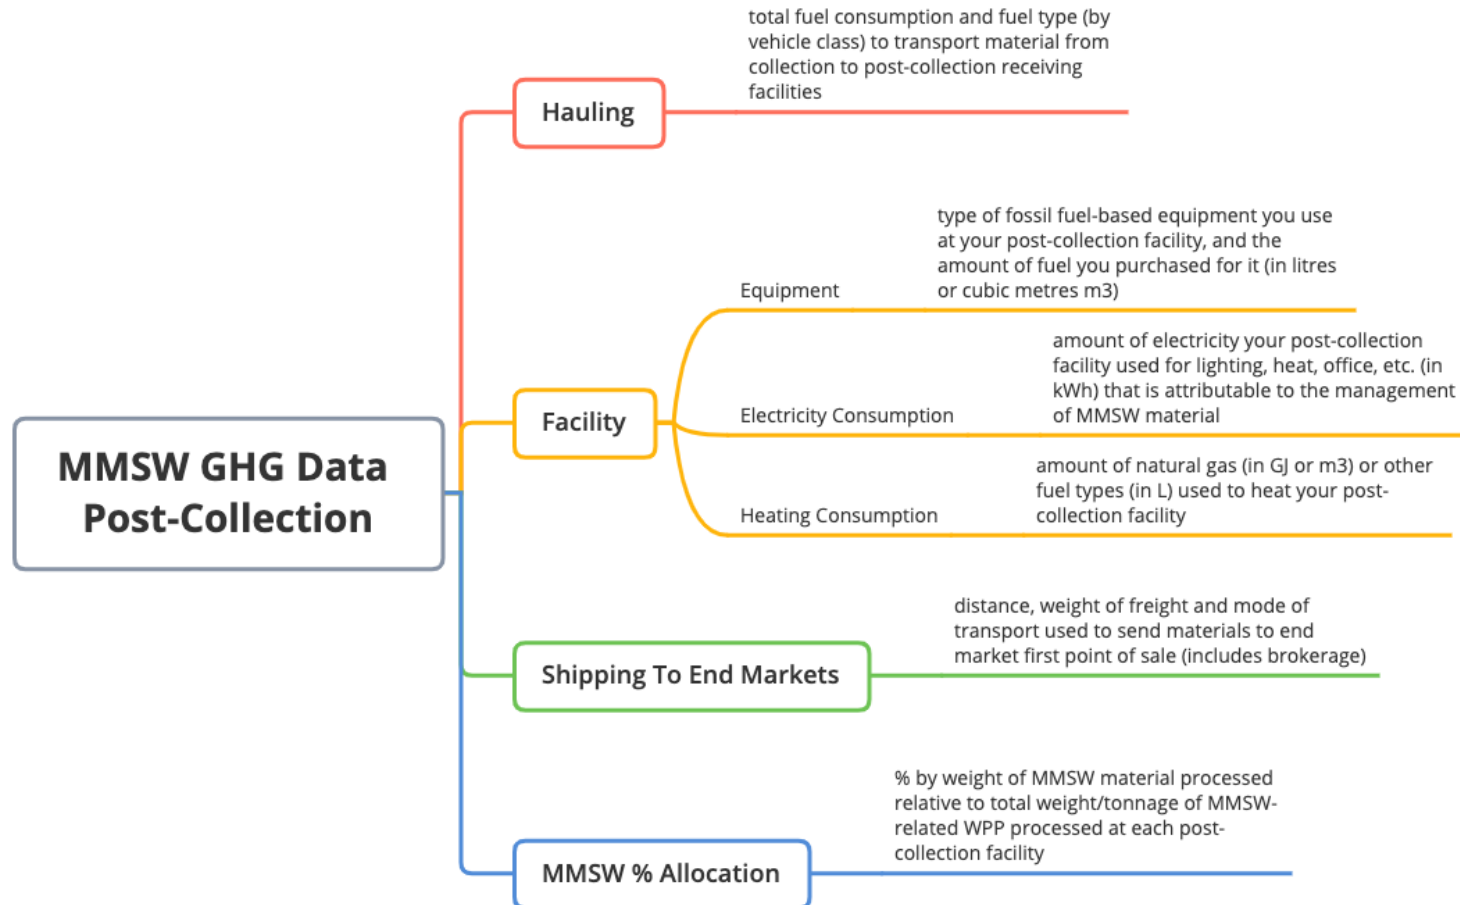 total fuel consumption and fuel type (by
vehicle class) to transport material from
collection to post-collection receiving
facilities
Hauling
type of fossil fuel-based equipment you use
at your post-collection facility, and the
amount of fuel you purchased for it (in litres
or cubic metres m3)
Equipment
amount of electricity your post-collection
facility used for lighting, heat, office, etc. (in
kWh) that is attributable to the management
of MMSW material
Electricity Consumption
Facility
amount of natural gas (in GJ or m3) or other
fuel types (in L) used to heat your post-
collection facility
Heating Consumption
MMSW GHG Data
Post-Collection
distance, weight of freight and mode of
transport used to send materials to end
market first point of sale (includes brokerage)
Shipping To End Markets
% by weight of MMSW material processed
relative to total weight/tonnage of MMSW-
related WPP processed at each post-
collection facility
MMSW % Allocation